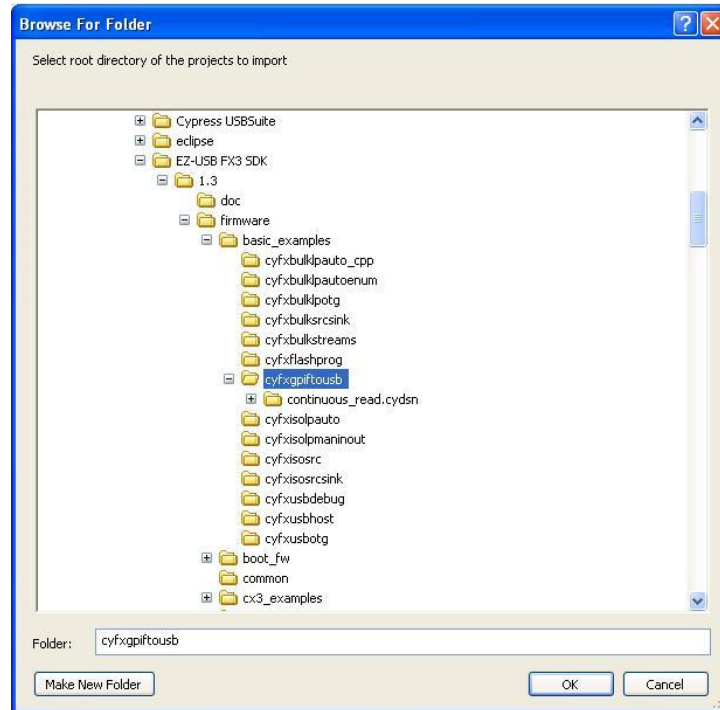 Browse For Folder
Select root directory of the projects to import
Cypress USBSuite
eclipse
EZ-USB FX3 SDK
1.3
doc
firmware
basic_examples
cyfxbulklpauto_cpp
cyfxbulklpautoenum
cyfxbulklpotg
cyfxbulksrcsink
cyfxbulkstreams
cyfxflashprog
cyfxgpiftousb
continuous_read.cydsn
cyfxisolpauto
cyfxisolpmaninout
cyfxisosrc
cyfxisosrcsink
cyfxusbdebug
cyfxusbhost
cyfxusbotg
boot_fw
common
cx3_examples
Folder: cyfxgpiftousb
Make New Folder OK Cancel